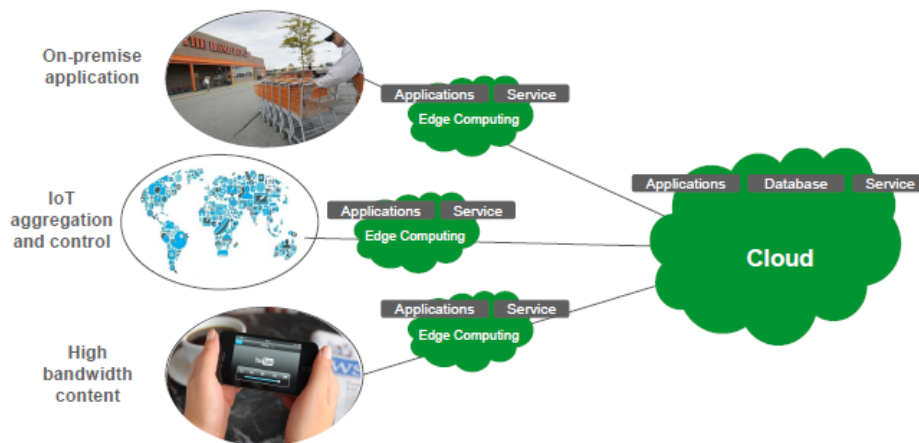 On-premise
application
Applications Service
Edge Computing
IoT
aggregation
and control
Applications Service
Edge Computing
Applications Database Service
Cloud
High
bandwidth
content
YouTube
Applications Service
Edge Computing